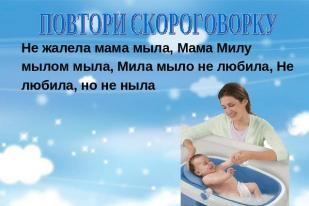 ПОВТОРИ СКОРОГОВОРКУ
Не жалела мама мыла, Мама Милу
мылом мыла, Мила мыло не любила, Не
любила, но не ныла